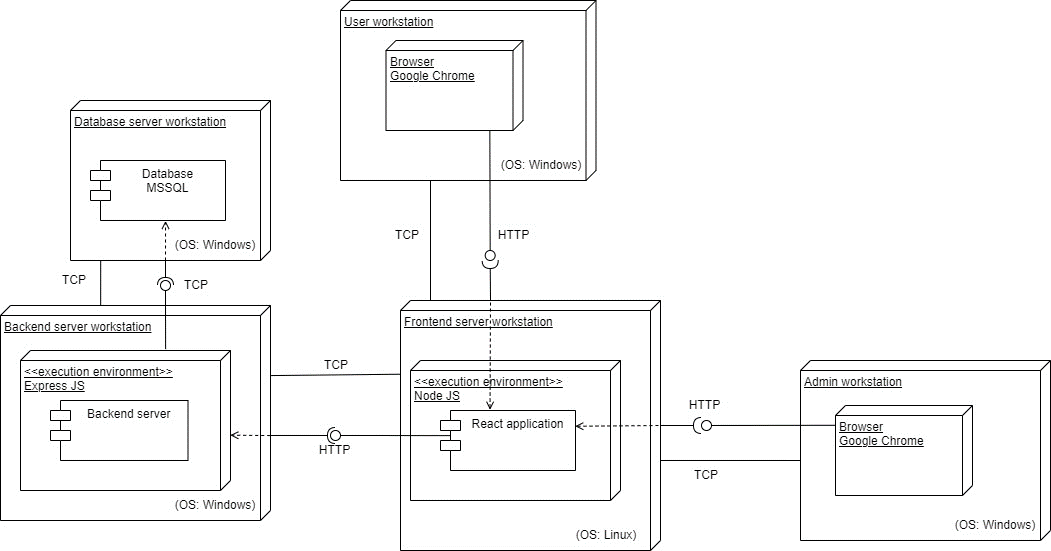 User workstation
Browser
Google Chrome
(OS: Windows)
Database server workstation
Database
MSSQL
(OS: Windows)
TCP
HTTP
TCP
TCP
Backend server workstation
<<execution environment>>
Express JS
Backend server
(OS: Windows)
TCP
HTTP
Frontend server workstation
<<execution environment>>
Node JS
React application
(OS: Linux)
HTTP
TCP
Admin workstation
Browser
Google Chrome
(OS: Windows)